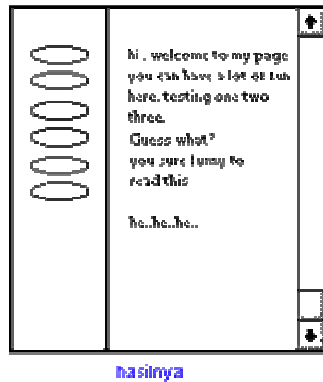 hi , welcome to my page
you can have a lot of fun
here. testing one two
three.
Guess what?
you sure funny to
read this
he..he..he..
hasilnya